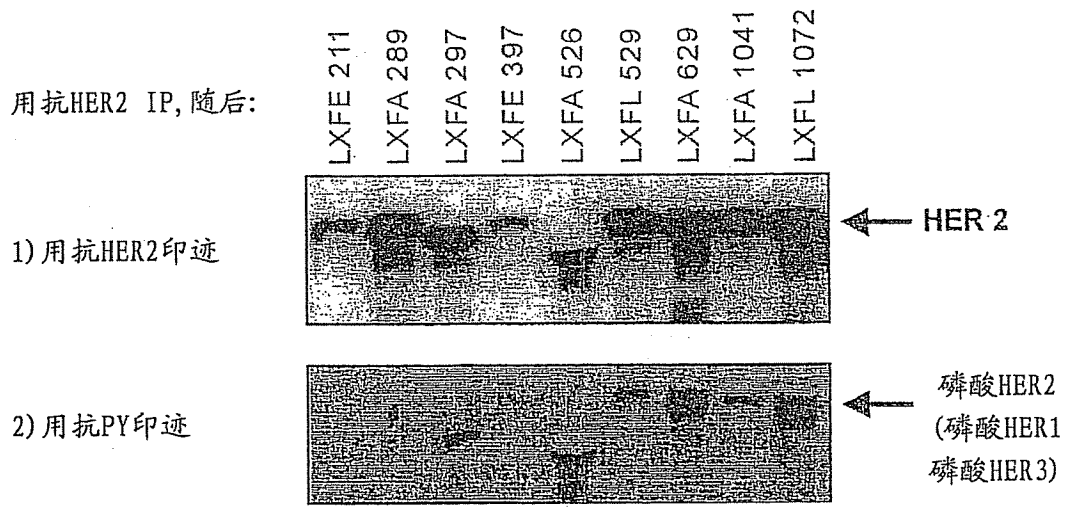 用抗HER2 IP,随后:
LXFE 211
LXFA 289
LXFA 297
LXFE 397
LXFA 526
LXFL 529
LXFA 629
LXFA 1041
LXFL 1072
1)用抗HER2印迹
HER 2
2)用抗PY印迹
磷酸HER2
(磷酸HER1
磷酸HER3)